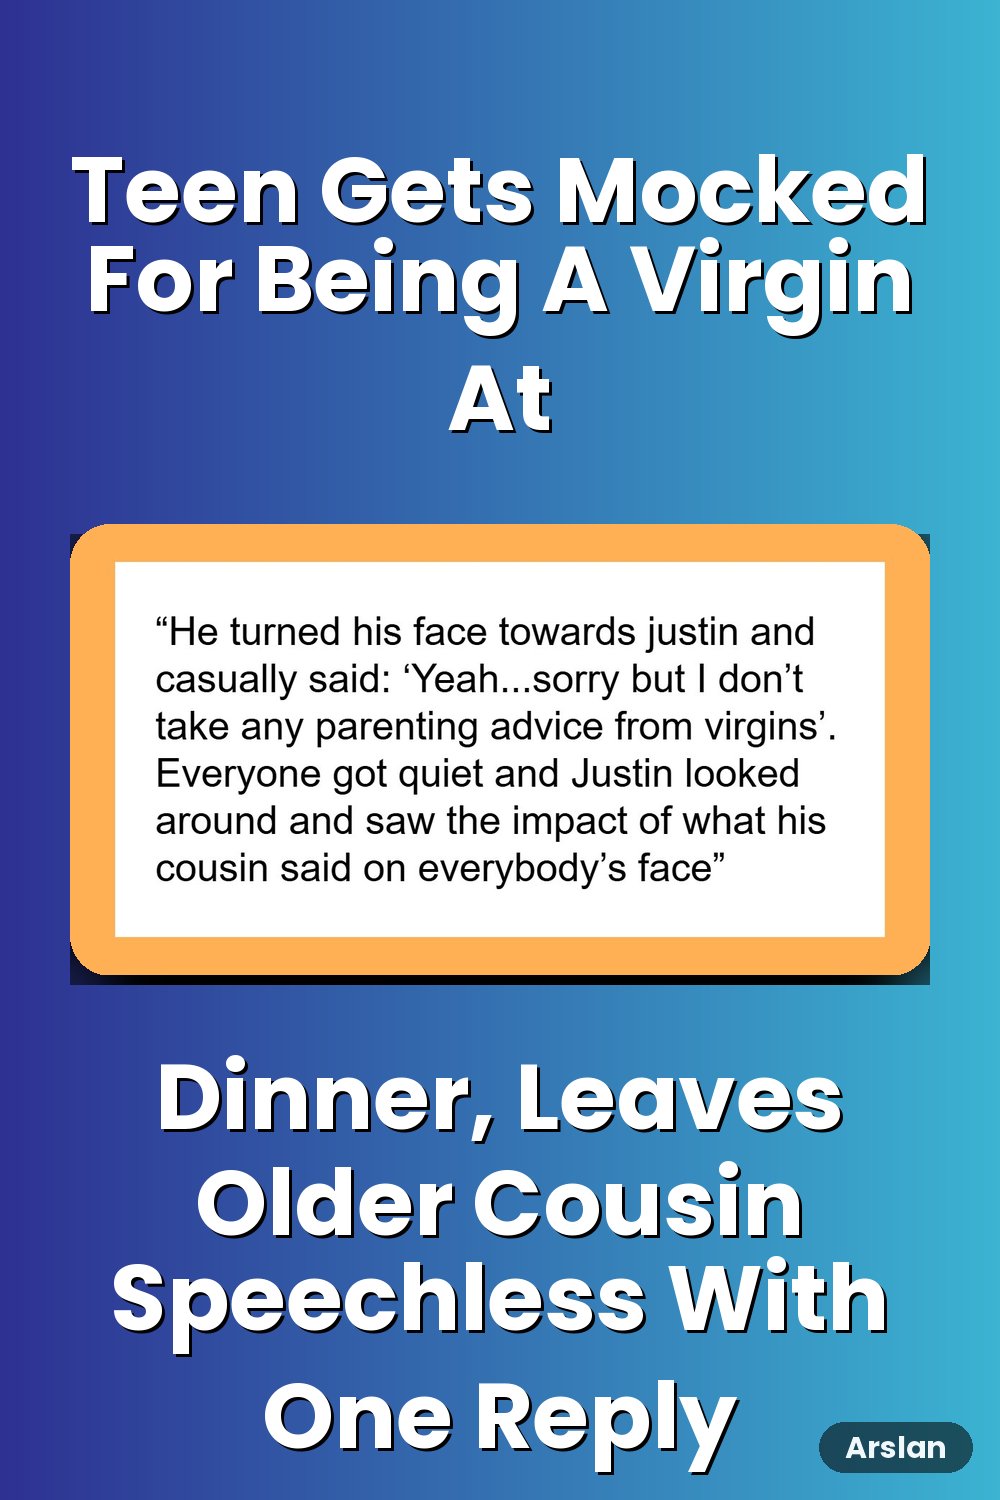 Teen Gets Mocked
For Being A Virgin
At
“He turned his face towards justin and
casually said: ‘Yeah...sorry but I don’t
take any parenting advice from virgins’.
Everyone got quiet and Justin looked
around and saw the impact of what his
cousin said on everybody’s face”
Dinner, Leaves
Older Cousin
Speechless With
One Reply
Arslan